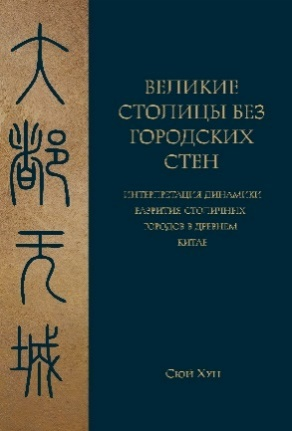 大都无城
ВЕЛИКИЕ
СТОЛИЦЫ БЕЗ
ГОРОДСКИХ
СТЕН
ИНТЕРПРЕТАЦИЯ ДИНАМИКИ
РАЗВИТИЯ СТОЛИЧНЫХ
ГОРОДОВ В ДРЕВНЕМ
КИТАЕ
Сюй Хун